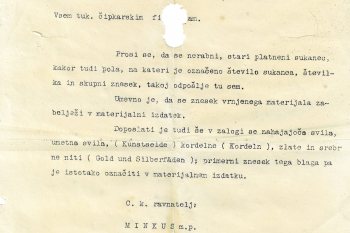 Vsem tuk. čipkarskim fi am.
Prosi se, da se nerabni, stari platneni sukanec,
kakor tudi pola, na kateri je označeno število sukanca, števil-
ka in skupni znesek, takoj odpošlje tu sem.
Umevno je, da se znesek vrnjenega materijala za-
belježi v materijalni izdatek.
Doposlati je tudi še v zalogi se nahajajoča svila,
umetna svila, ( Kunstseide ) kordelne ( Kordeln ), zlate in srebr
ne niti ( Gold und Silberfäden ); primerni znesek tega blaga pa
je istotako označiti v materijalnem izdatku.
C. k. ravnatelj:
MINKUS m.p.